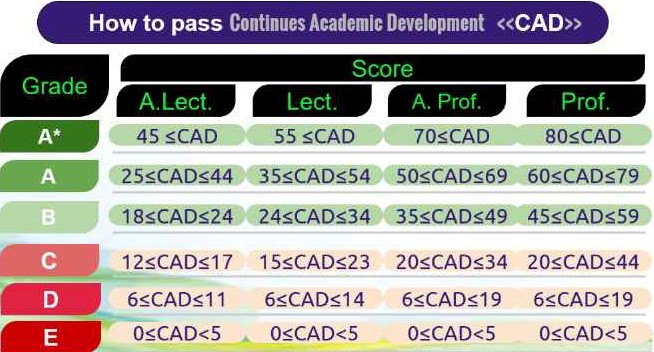 How to pass Continues Academic Development «CAD»
Grade Score
A.Lect. Lect. A. Prof. Prof.
A* 45 ≤CAD 55 ≤CAD 70≤CAD 80≤CAD
A 25≤CAD≤44 35≤CAD≤54 50≤CAD≤69 60≤CAD≤79
B 18≤CAD≤24 24≤CAD≤34 35≤CAD≤49 45≤CAD≤59
C 12≤CAD≤17 15≤CAD≤23 20≤CAD≤34 20≤CAD≤44
D 6≤CAD≤11 6≤CAD≤14 6≤CAD≤19 6≤CAD≤19
E 0≤CAD<5 0≤CAD<5 0≤CAD<5 0≤CAD<5